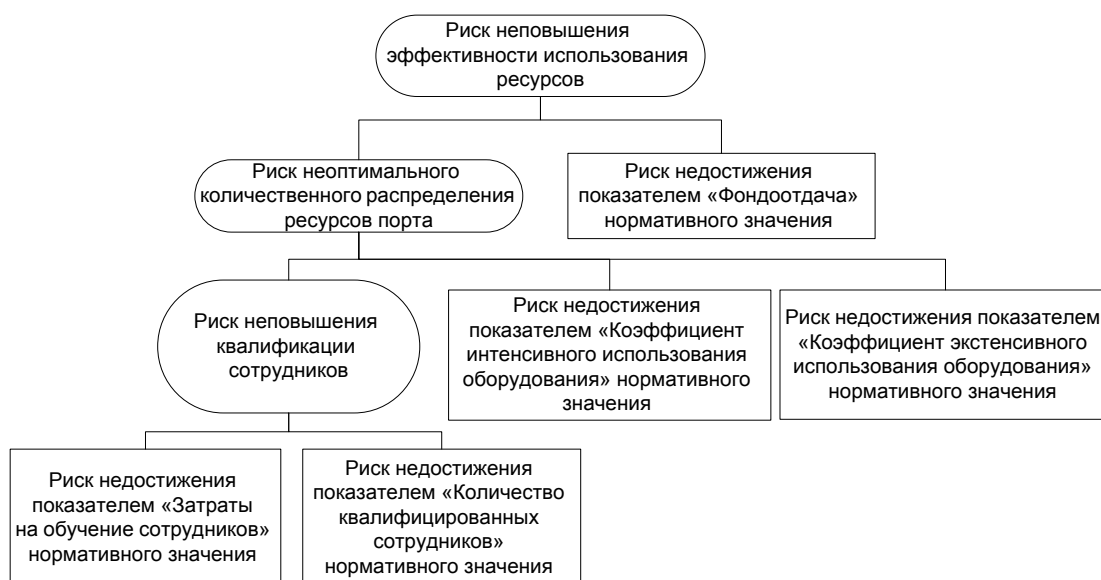 Риск неповышения
эффективности использования
ресурсов
Риск неоптимального
количественного распределения
ресурсов порта
Риск недостижения
показателем «Фондоотдача»
нормативного значения
Риск неповышения
квалификации
сотрудников
Риск недостижения
показателем «Коэффициент
интенсивного использования
оборудования» нормативного
значения
Риск недостижения показателем
«Коэффициент экстенсивного
использования оборудования»
нормативного значения
Риск недостижения
показателем «Затраты
на обучение сотрудников»
нормативного значения
Риск недостижения
показателем «Количество
квалифицированных
сотрудников»
нормативного значения